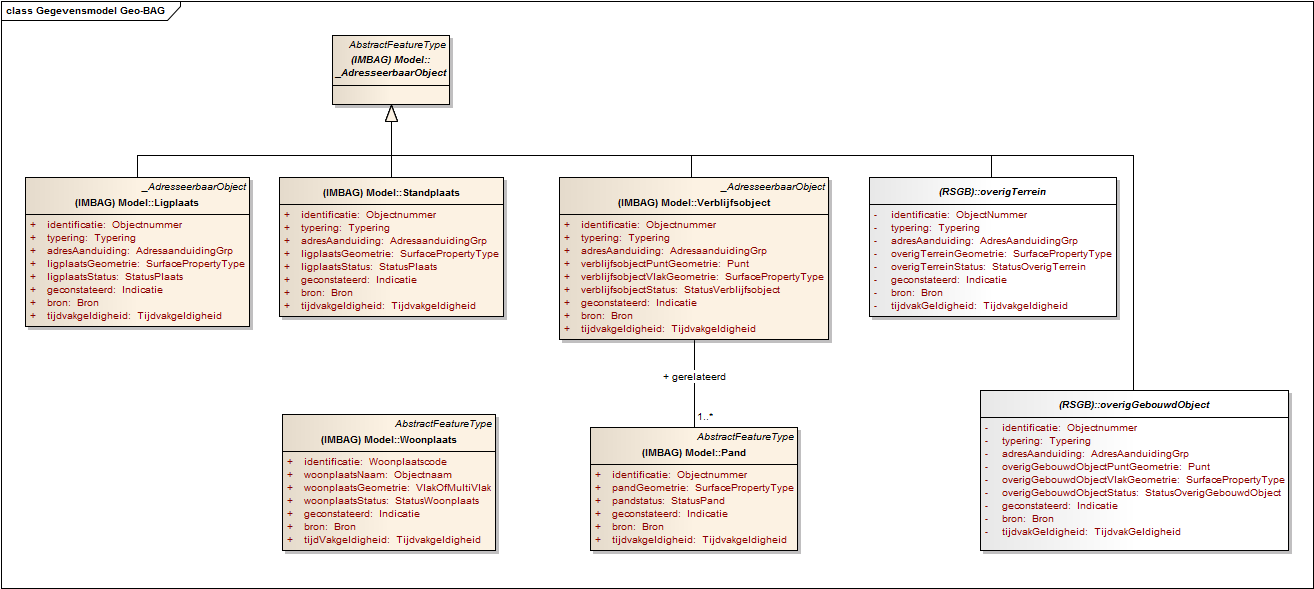 class Gegevensmodel Geo-BAG
AbstractFeatureType
(IMBAG) Model::
_AdresseerbaarObject
_AdresseerbaarObject
(IMBAG) Model::Ligplaats
+ identificatie: Objectnummer
+ typering: Typering
+ adresAanduiding: AdresaanduidingGrp
+ ligplaatsGeometrie: SurfacePropertyType
+ ligplaatsStatus: StatusPlaats
+ geconstateerd: Indicatie
+ bron: Bron
+ tijdvakgeldigheid: Tijdvakgeldigheid
(IMBAG) Model::Standplaats
+ identificatie: Objectnummer
+ typering: Typering
+ adresAanduiding: AdresaanduidingGrp
+ ligplaatsGeometrie: SurfacePropertyType
+ ligplaatsStatus: StatusPlaats
+ geconstateerd: Indicatie
+ bron: Bron
+ tijdvakgeldigheid: Tijdvakgeldigheid
_AdresseerbaarObject
(IMBAG) Model::Verblijfsobject
+ identificatie: Objectnummer
+ typering: Typering
+ adresAanduiding: AdresaanduidingGrp
+ verblijfsobjectPuntGeometrie: Punt
+ verblijfsobjectVlakGeometrie: SurfacePropertyType
+ verblijfsobjectStatus: StatusVerblijfsobject
+ geconstateerd: Indicatie
+ bron: Bron
+ tijdvakgeldigheid: Tijdvakgeldigheid
(RSGB)::overigTerrein
- identificatie: ObjectNummer
- typering: Typering
- adresAanduiding: AdresAanduidingGrp
- overigTerreinGeometrie: SurfacePropertyType
- overigTerreinStatus: StatusOverigTerrein
- geconstateerd: Indicatie
- bron: Bron
- tijdvakGeldigheid: Tijdvakgeldigheid
+ gerelateerd
1..*
AbstractFeatureType
(IMBAG) Model::Woonplaats
+ identificatie: Woonplaatscode
+ woonplaatsNaam: Objectnaam
+ woonplaatsGeometrie: VlakOfMultiVlak
+ woonplaatsStatus: StatusWoonplaats
+ geconstateerd: Indicatie
+ bron: Bron
+ tijdVakgeldigheid: Tijdvakgeldigheid
AbstractFeatureType
(IMBAG) Model::Pand
+ identificatie: Objectnummer
+ pandGeometrie: SurfacePropertyType
+ pandstatus: StatusPand
+ geconstateerd: Indicatie
+ bron: Bron
+ tijdvakgeldigheid: Tijdvakgeldigheid
(RSGB)::overigGebouwdObject
- identificatie: Objectnummer
- typering: Typering
- adresAanduiding: AdresAanduidingGrp
- overigGebouwdObjectPuntGeometrie: Punt
- overigGebouwdObjectVlakGeometrie: SurfacePropertyType
- overigGebouwdObjectStatus: StatusOverigGebouwdObject
- geconstateerd: Indicatie
- bron: Bron
- tijdvakGeldigheid: TijdvakGeldigheid